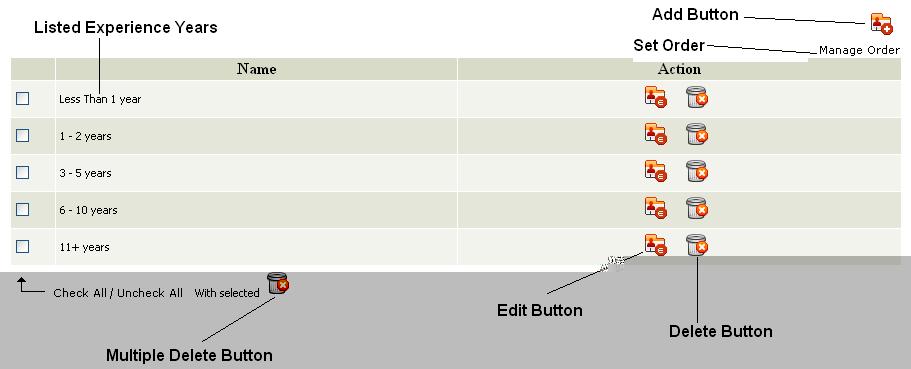 Add Button
Listed Experience Years
Set Order
Manage Order
Name Action
Less Than 1 year
1 - 2 years
3 - 5 years
6 - 10 years
11+ years
Check All / Uncheck All With selected
Edit Button
Delete Button
Multiple Delete Button